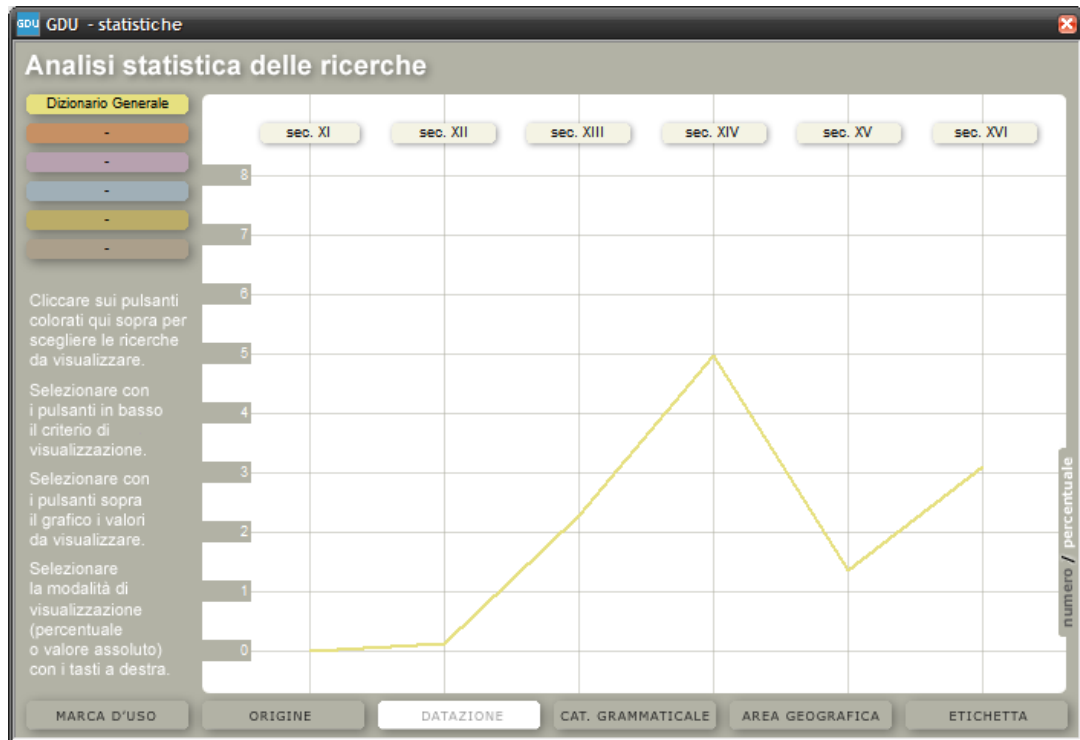 GDU GDU - statistiche
Analisi statistica delle ricerche
Dizionario Generale
-
-
-
-
-
Cliccare sui pulsanti
colorati qui sopra per
scegliere le ricerche
da visualizzare.
Selezionare con
i pulsanti in basso
il criterio di
visualizzazione.
Selezionare con
i pulsanti sopra
il grafico i valori
da visualizzare.
Selezionare
la modalità di
visualizzazione
(percentuale
o valore assoluto)
con i tasti a destra.
sec. XI sec. XII sec. XIII sec. XIV sec. XV sec. XVI
8
7
6
5
4
3
2
1
0
numero / percentuale
MARCA D'USO ORIGINE DATAZIONE CAT. GRAMMATICALE AREA GEOGRAFICA ETICHETTA